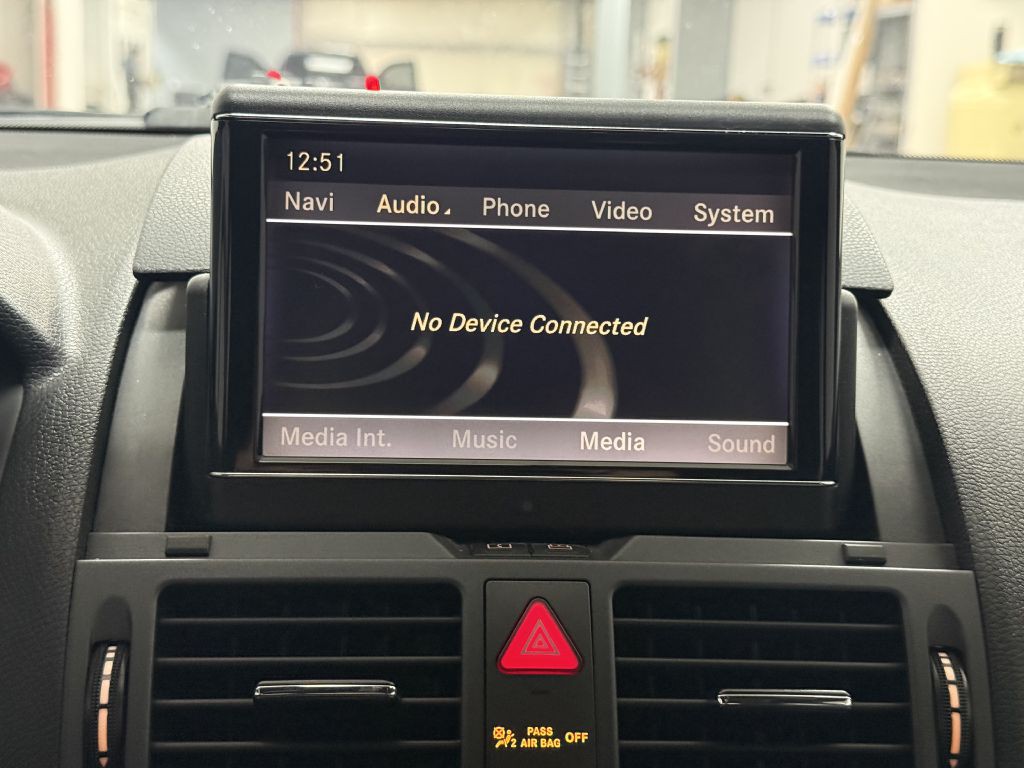 12:51
Navi Audio Phone Video System
No Device Connected
Media Int. Music Media Sound
PASS
2 AIR BAG OFF